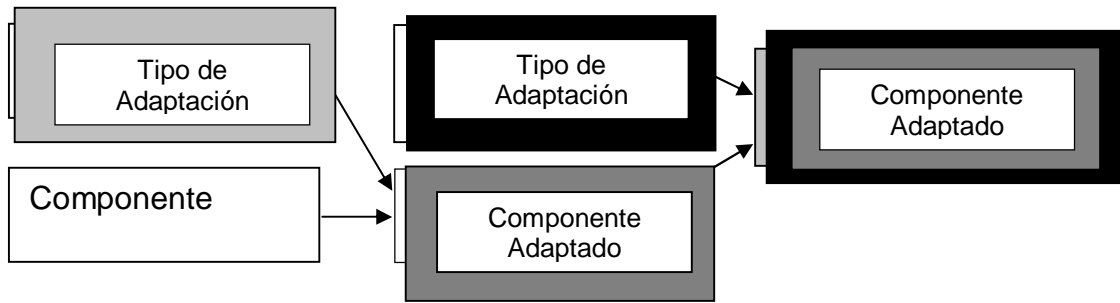 Tipo de
Adaptación
Tipo de
Adaptación
Componente
Adaptado
Componente
Componente
Adaptado